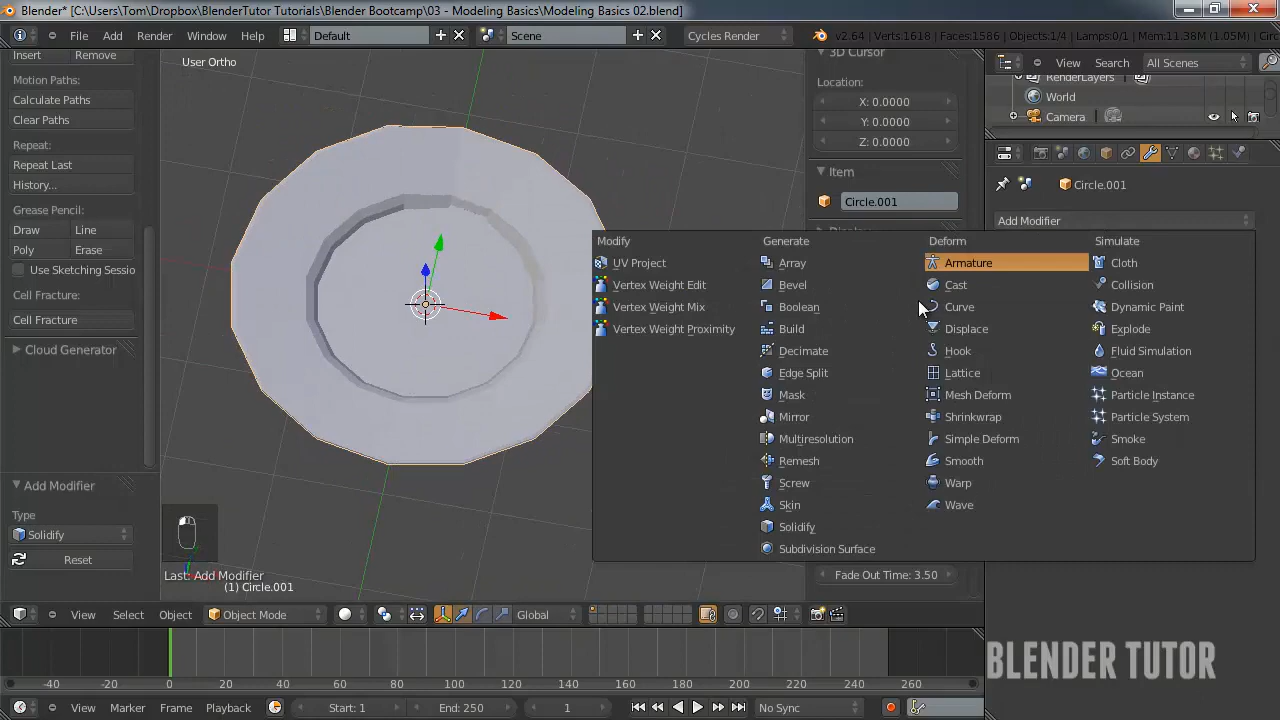 Blender* [C:\Users\Tom\Dropbox\BlenderTutor Tutorials\Blender Bootcamp\03 - Modeling Basics\Modeling Basics 02.blend]
File Add Render Window Help Default Scene Cycles Render v2.64 | Verts:1618 | Faces:1586 | Objects:1/4 | Lamps:0/1 | Mem:11.38M (1.05M) | Circ
Insert Remove
Motion Paths:
Calculate Paths
Clear Paths
Repeat:
Repeat Last
History...
Grease Pencil:
Draw Line
Poly Erase
Use Sketching Sessio
Cell Fracture:
Cell Fracture
Cloud Generator
Add Modifier
Type
Solidify
Reset
User Ortho
Last: Add Modifier
(1) Circle.001
3D Cursor
Location:
X: 0.0000
Y: 0.0000
Z: 0.0000
Item
Circle.001
View Search All Scenes
RenderLayers
World
Camera
Circle.001
Add Modifier
Modify Generate Deform Simulate
UV Project Array Armature Cloth
Vertex Weight Edit Bevel Cast Collision
Vertex Weight Mix Boolean Curve Dynamic Paint
Vertex Weight Proximity Build Displace Explode
Decimate Hook Fluid Simulation
Edge Split Lattice Ocean
Mask Mesh Deform Particle Instance
Mirror Shrinkwrap Particle System
Multiresolution Simple Deform Smoke
Remesh Smooth Soft Body
Screw Warp
Skin Wave
Solidify
Subdivision Surface
Fade Out Time: 3.50
View Select Object Object Mode Global
-40 -20 0 20 40 60 80 100 120 140 160 180 200 220 240 260
View Marker Frame Playback Start: 1 End: 250 1 No Sync
BLENDER TUTOR